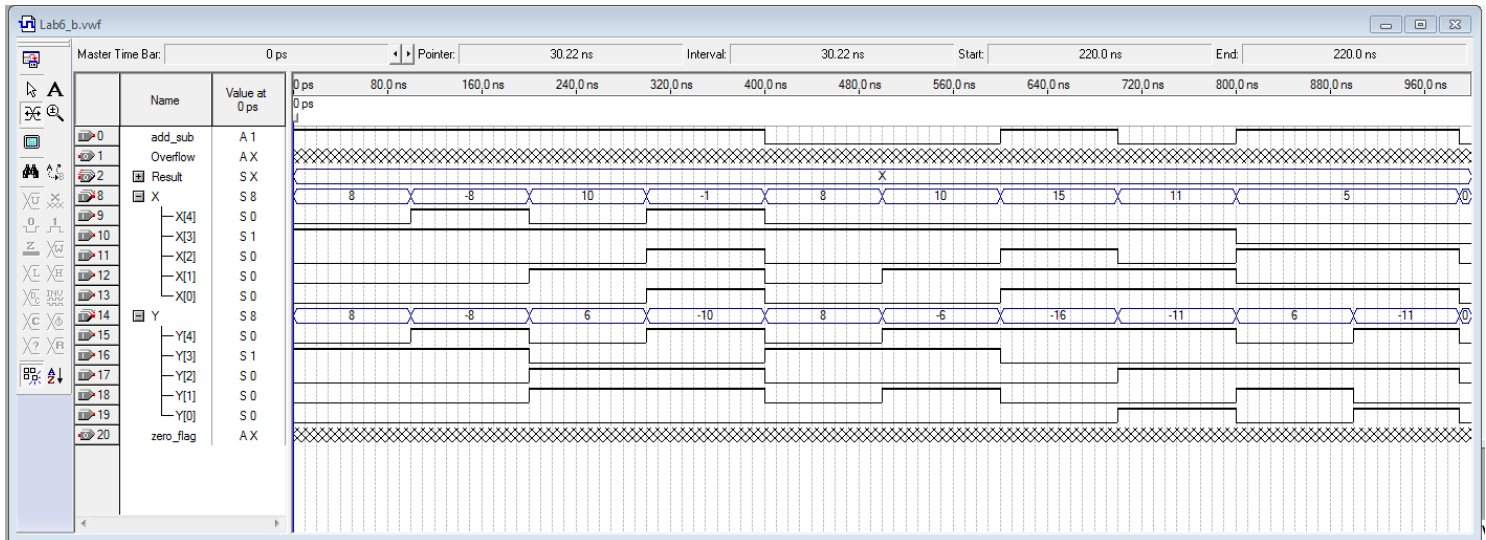 Lab6_b.vwf
Master Time Bar: 0 ps Pointer: 30.22 ns Interval: 30.22 ns Start: 220.0 ns End: 220.0 ns
Name Value at 0 ps 0 ps 80.0 ns 160.0 ns 240.0 ns 320.0 ns 400.0 ns 480.0 ns 560.0 ns 640.0 ns 720.0 ns 800.0 ns 880.0 ns 960.0 ns
0 ps
0 add_sub A 1
1 Overflow A X
2 Result S X X
8 X S 8 8 -8 10 -1 8 10 15 11 5 0
9 X[4] S 0
10 X[3] S 1
11 X[2] S 0
12 X[1] S 0
13 X[0] S 0
14 Y S 8 8 -8 6 -10 8 -6 -16 -11 6 -11 0
15 Y[4] S 0
16 Y[3] S 1
17 Y[2] S 0
18 Y[1] S 0
19 Y[0] S 0
20 zero_flag A X